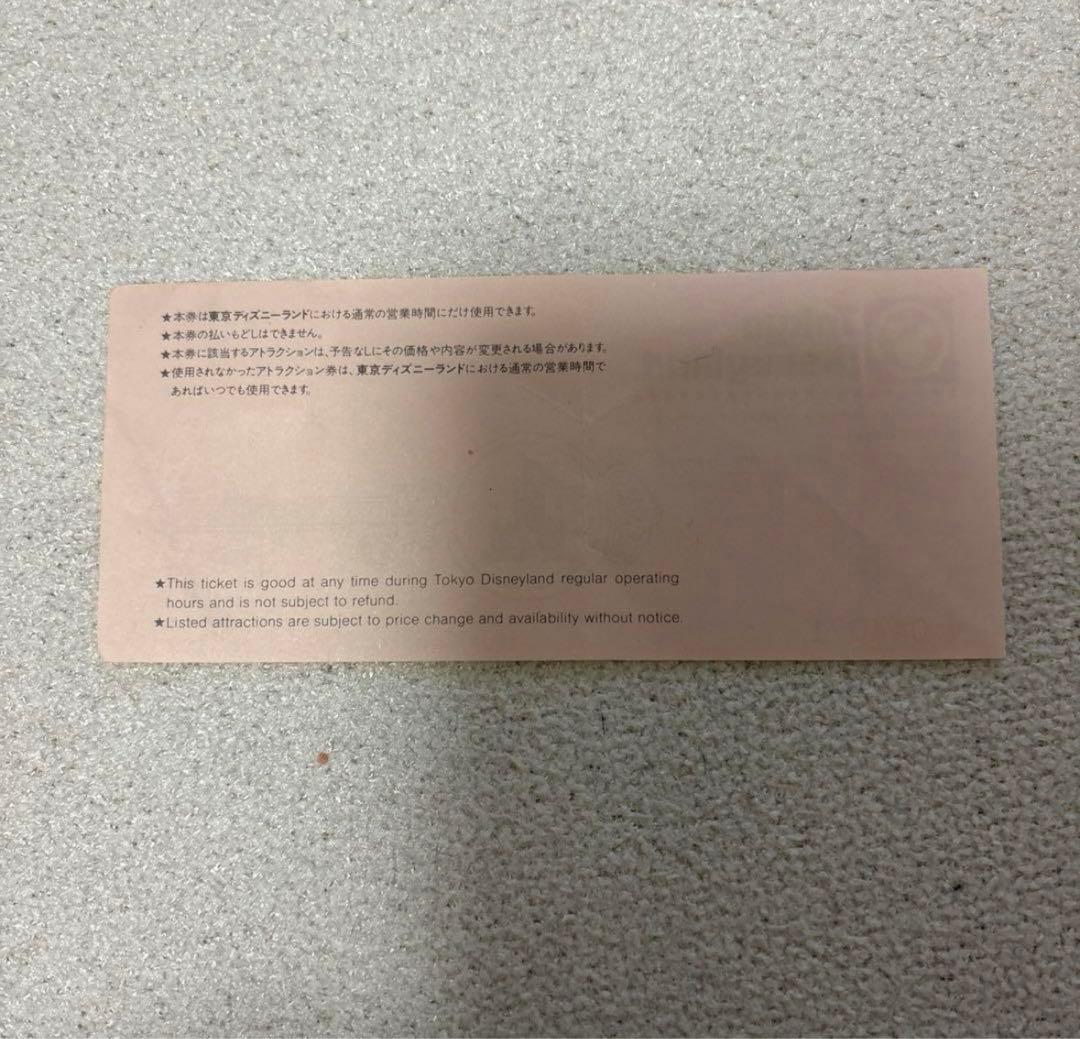 ★本券は東京ディズニーランドにおける通常の営業時間にだけ使用できます。
★本券の払いもどしはできません。
★本券に該当するアトラクションは、予告なしにその価格や内容が変更される場合があります。
★使用されなかったアトラクション券は、東京ディズニーランドにおける通常の営業時間で
あればいつでも使用できます。
★This ticket is good at any time during Tokyo Disneyland regular operating
hours and is not subject to refund.
★Listed attractions are subject to price change and availability without notice.